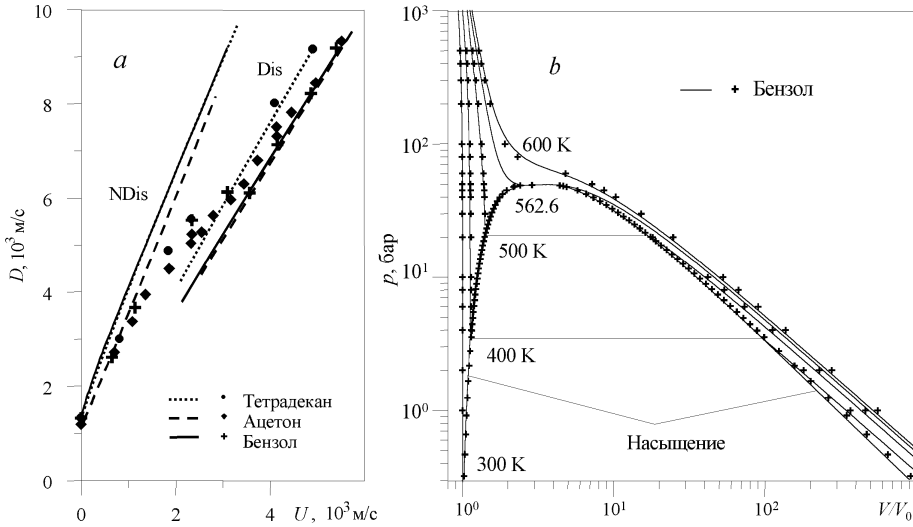 10
8
6
4
2
0
D, 10³ м/с
a
NDis
Dis
Тетрадекан
Ацетон
Бензол
0
2
4
U, 10³ м/с
b
Бензол
10³
10²
10¹
10⁰
p, бар
600 K
562.6
500 K
400 K
300 K
Насыщение
10⁰
10¹
10²
V/V₀